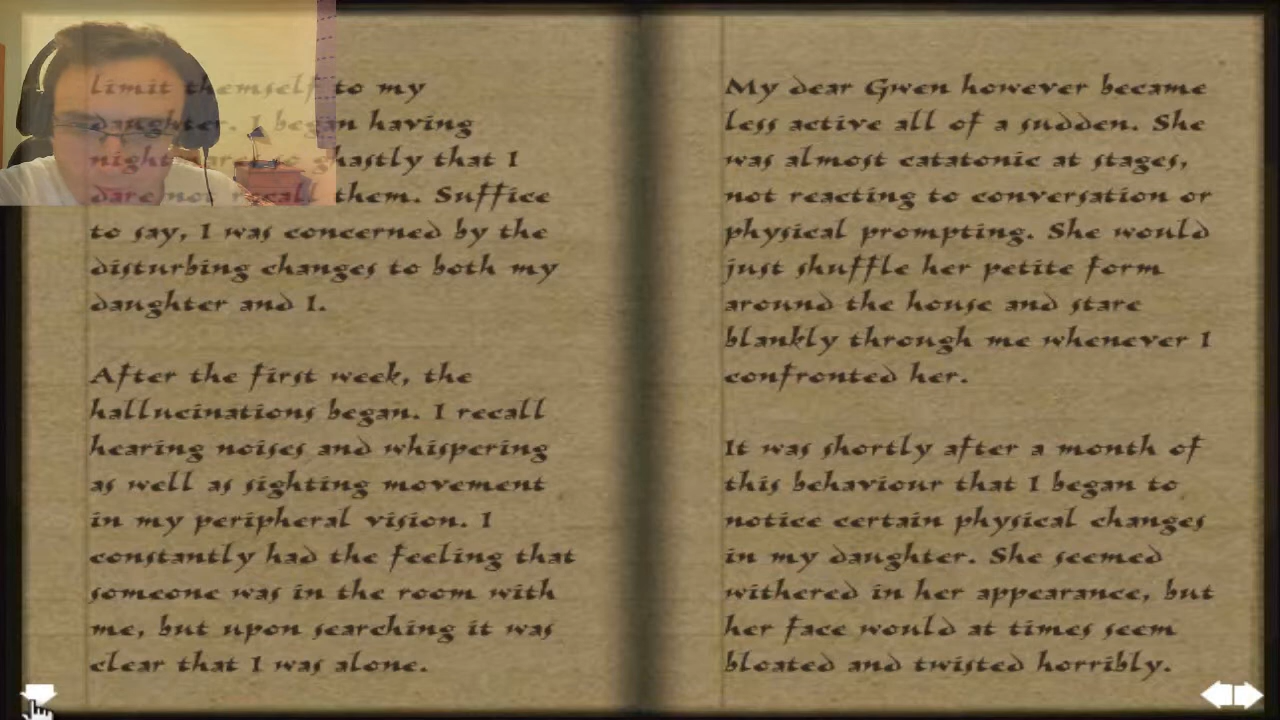 limit themself to my
daughter. I began having
nightmares so ghastly that I
dare not recall them. Suffice
to say, I was concerned by the
disturbing changes to both my
daughter and I.
After the first week, the
hallucinations began. I recall
hearing noises and whispering
as well as sighting movement
in my peripheral vision. I
constantly had the feeling that
someone was in the room with
me, but upon searching it was
clear that I was alone.
My dear Gwen however became
less active all of a sudden. She
was almost catatonic at stages,
not reacting to conversation or
physical prompting. She would
just shuffle her petite form
around the house and stare
blankly through me whenever I
confronted her.
It was shortly after a month of
this behaviour that I began to
notice certain physical changes
in my daughter. She seemed
withered in her appearance, but
her face would at times seem
bloated and twisted horribly.